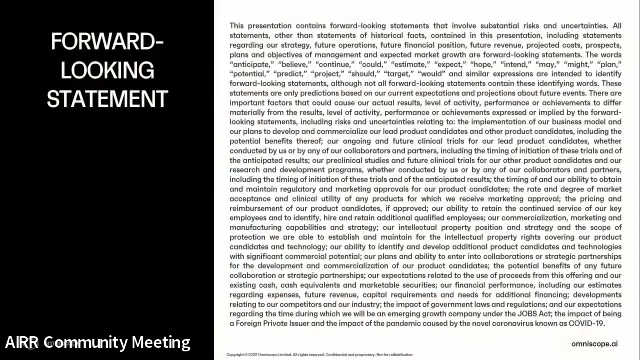 FORWARD-
LOOKING
STATEMENT
This presentation contains forward-looking statements that involve substantial risks and uncertainties. All
statements, other than statements of historical facts, contained in this presentation, including statements
regarding our strategy, future operations, future financial position, future revenue, projected costs, prospects,
plans and objectives of management and expected market growth are forward-looking statements. The words
“anticipate,” “believe,” “continue,” “could,” “estimate,” “expect,” “hope,” “intend,” “may,” “might,” “plan,”
“potential,” “predict,” “project,” “should,” “target,” “would” and similar expressions are intended to identify
forward-looking statements, although not all forward-looking statements contain these identifying words. These
statements are only predictions based on our current expectations and projections about future events. There are
important factors that could cause our actual results, level of activity, performance or achievements to differ
materially from the results, level of activity, performance or achievements expressed or implied by the forward-
looking statements, including risks and uncertainties relating to: the implementation of our business model and
our plans to develop and commercialize our lead product candidates and other product candidates, including the
potential benefits thereof; our ongoing and future clinical trials for our lead product candidates, whether
conducted by us or by any of our collaborators and partners, including the timing of initiation of these trials and of
the anticipated results; our preclinical studies and future clinical trials for our other product candidates and our
research and development programs, whether conducted by us or by any of our collaborators and partners,
including the timing of initiation of these trials and of the anticipated results; the timing of and our ability to obtain
and maintain regulatory and marketing approvals for our product candidates; the rate and degree of market
acceptance and clinical utility of any products for which we receive marketing approval; the pricing and
reimbursement of our product candidates, if approved; our ability to retain the continued service of our key
employees and to identify, hire and retain additional qualified employees; our commercialization, marketing and
manufacturing capabilities and strategy; our intellectual property position and strategy and the scope of
protection we are able to establish and maintain for the intellectual property rights covering our product
candidates and technology; our ability to identify and develop additional product candidates and technologies
with significant commercial potential; our plans and ability to enter into collaborations or strategic partnerships
for the development and commercialization of our product candidates; the potential benefits of any future
collaboration or strategic partnerships; our expectations related to the use of proceeds from this offering and our
existing cash, cash equivalents and marketable securities; our financial performance, including our estimates
regarding expenses, future revenue, capital requirements and needs for additional financing; developments
relating to our competitors and our industry; the impact of government laws and regulations; and our expectations
regarding the time during which we will be an emerging growth company under the JOBS Act; the impact of being
a Foreign Private Issuer and the impact of the pandemic caused by the novel coronavirus known as COVID-19.
AIRR Community Meeting
omniscope.ai
Copyright © 2022 Omniscope Limited. All rights reserved. Confidential and proprietary. Not for redistribution.